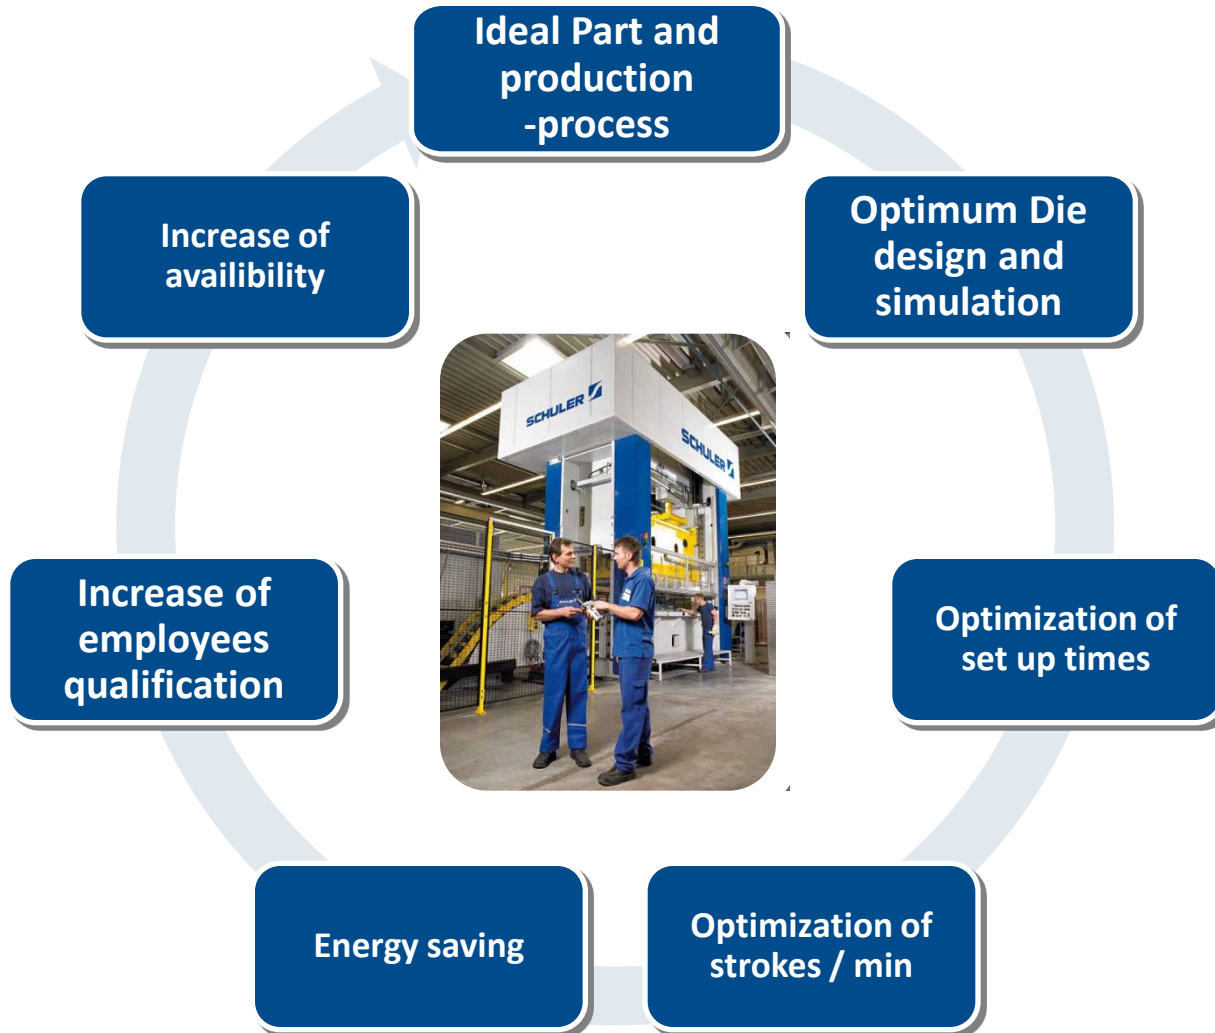 Ideal Part and
production
-process
Optimum Die
design and
simulation
Optimization of
set up times
Optimization of
strokes / min
Energy saving
Increase of
employees
qualification
Increase of
availibility
SCHULER
SCHULER